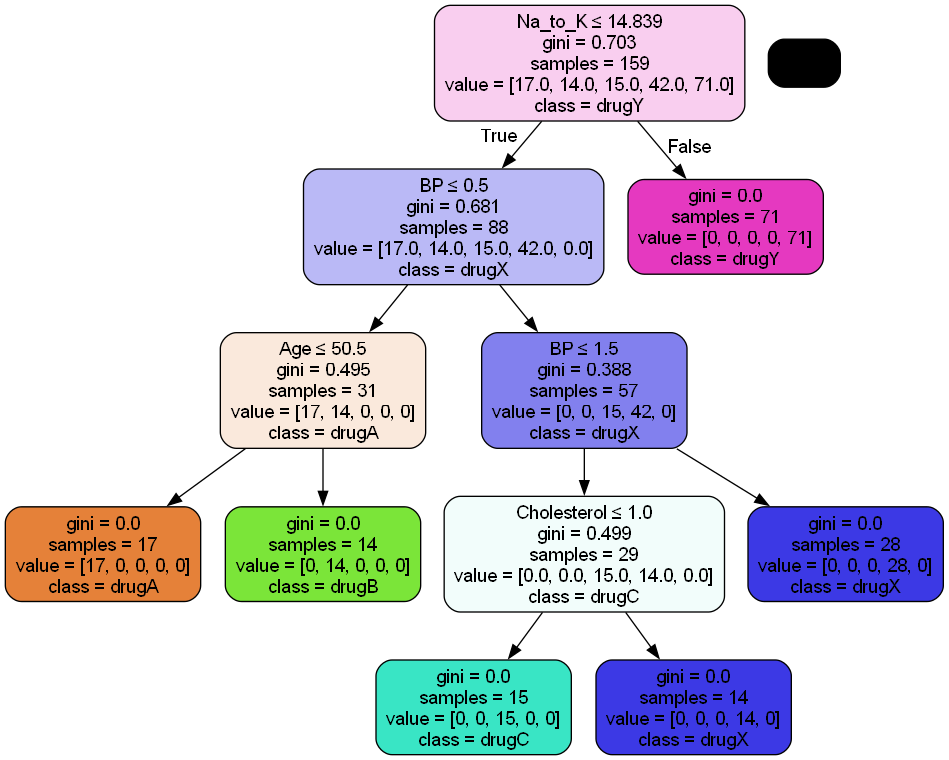 Na_to_K ≤ 14.839
gini = 0.703
samples = 159
value = [17.0, 14.0, 15.0, 42.0, 71.0]
class = drugY
True
False
BP ≤ 0.5
gini = 0.681
samples = 88
value = [17.0, 14.0, 15.0, 42.0, 0.0]
class = drugX
gini = 0.0
samples = 71
value = [0, 0, 0, 0, 71]
class = drugY
Age ≤ 50.5
gini = 0.495
samples = 31
value = [17, 14, 0, 0, 0]
class = drugA
BP ≤ 1.5
gini = 0.388
samples = 57
value = [0, 0, 15, 42, 0]
class = drugX
gini = 0.0
samples = 17
value = [17, 0, 0, 0, 0]
class = drugA
gini = 0.0
samples = 14
value = [0, 14, 0, 0, 0]
class = drugB
Cholesterol ≤ 1.0
gini = 0.499
samples = 29
value = [0.0, 0.0, 15.0, 14.0, 0.0]
class = drugC
gini = 0.0
samples = 28
value = [0, 0, 0, 28, 0]
class = drugX
gini = 0.0
samples = 15
value = [0, 0, 15, 0, 0]
class = drugC
gini = 0.0
samples = 14
value = [0, 0, 0, 14, 0]
class = drugX